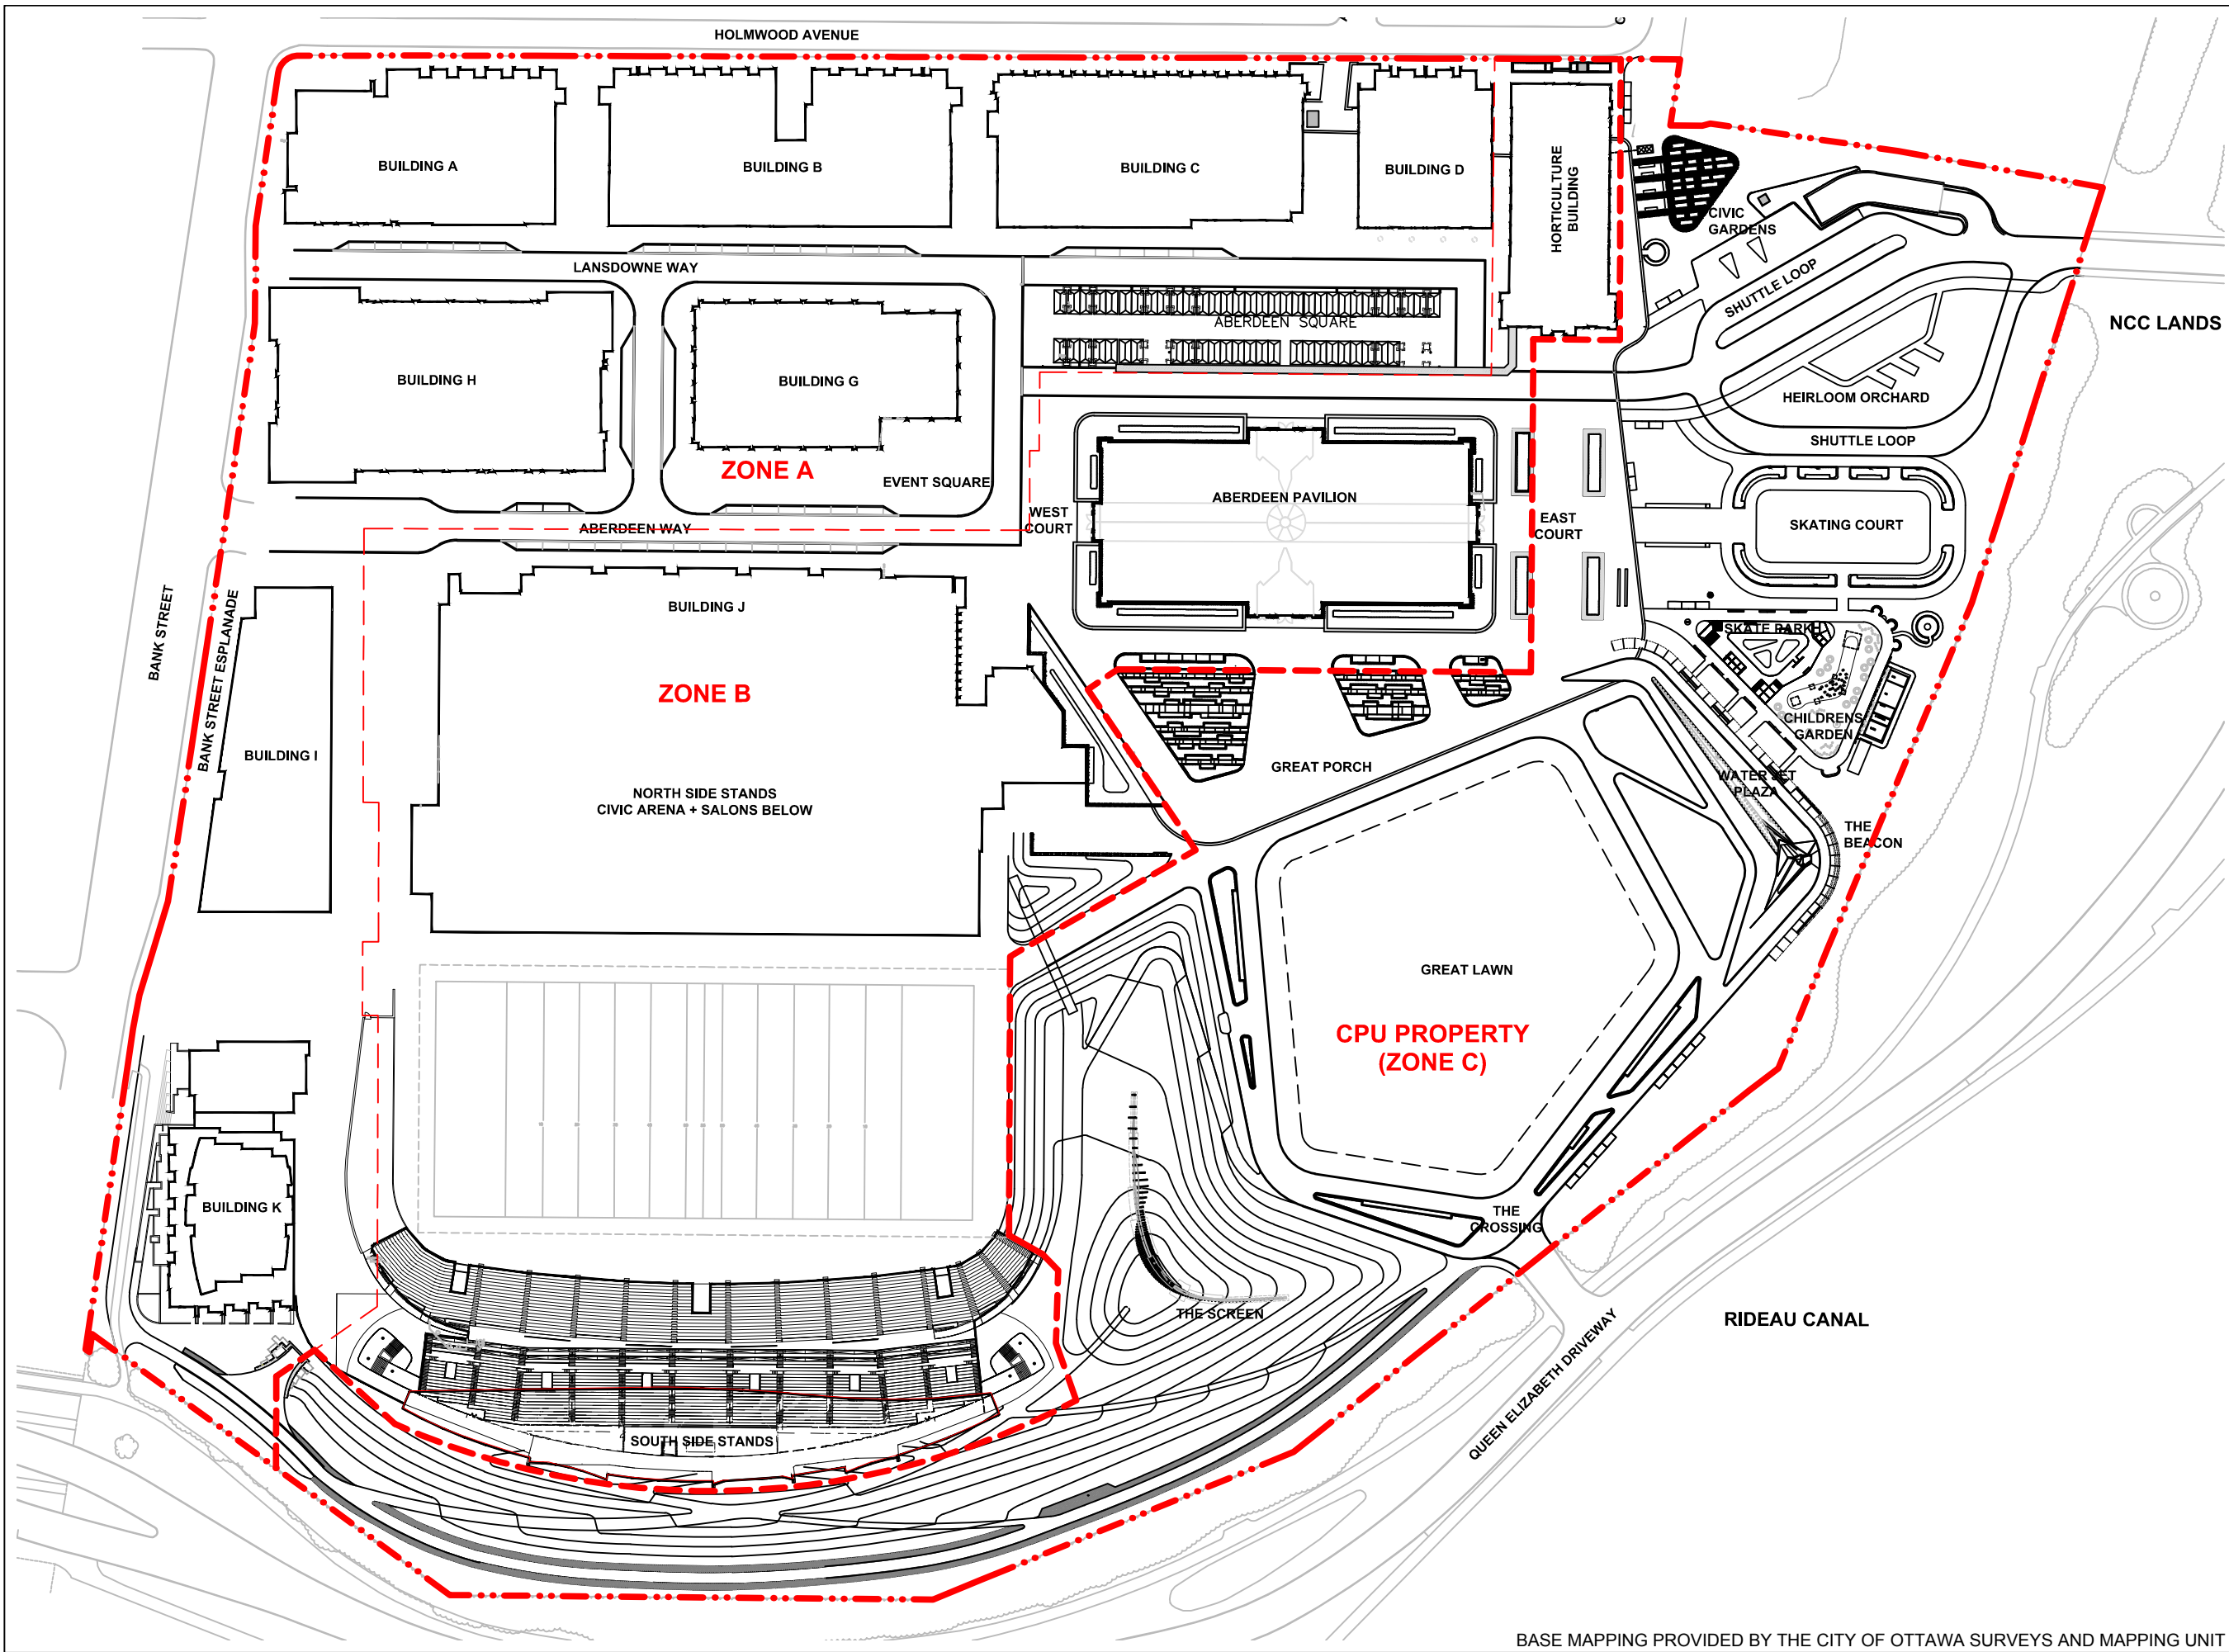 HOLMWOOD AVENUE
BUILDING A
BUILDING B
BUILDING C
BUILDING D
HORTICULTURE
BUILDING
CIVIC
GARDENS
LANSDOWNE WAY
SHUTTLE LOOP
ABERDEEN SQUARE
NCC LANDS
BUILDING H
BUILDING G
HEIRLOOM ORCHARD
SHUTTLE LOOP
ZONE A
EVENT SQUARE
ABERDEEN PAVILION
WEST
COURT
EAST
COURT
SKATING COURT
ABERDEEN WAY
BANK STREET
BANK STREET ESPLANADE
BUILDING J
SKATE PARK
ZONE B
CHILDRENS
GARDEN
BUILDING I
GREAT PORCH
WATER JET
PLAZA
NORTH SIDE STANDS
CIVIC ARENA + SALONS BELOW
THE
BEACON
GREAT LAWN
CPU PROPERTY
(ZONE C)
BUILDING K
THE
CROSSING
THE SCREEN
RIDEAU CANAL
QUEEN ELIZABETH DRIVEWAY
SOUTH SIDE STANDS
BASE MAPPING PROVIDED BY THE CITY OF OTTAWA SURVEYS AND MAPPING UNIT